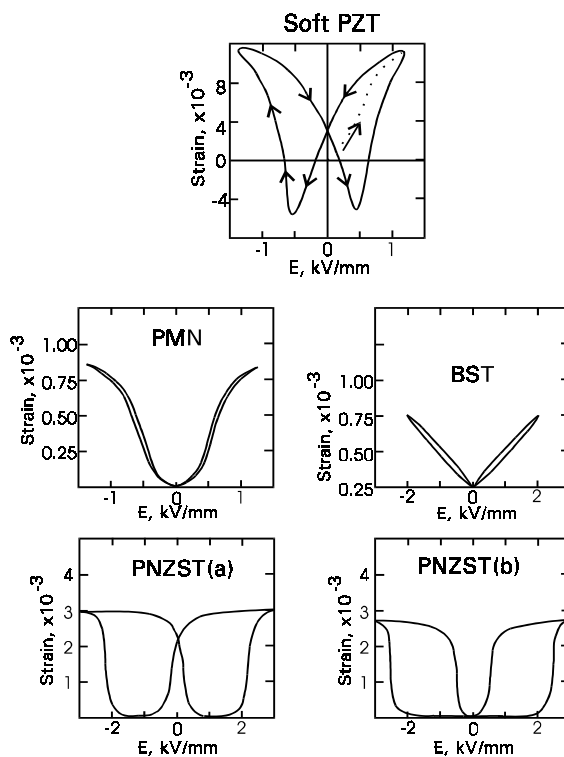 Soft PZT
Strain, x10⁻³
8
4
0
-4
-1 0 1
E, kV/mm
PMN
Strain, x10⁻³
1.00
0.75
0.50
0.25
-1 0 1
E, kV/mm
BST
Strain, x10⁻³
1.00
0.75
0.50
0.25
-2 0 2
E, kV/mm
PNZST(a)
Strain, x10⁻³
4
3
2
1
-2 0 2
E, kV/mm
PNZST(b)
Strain, x10⁻³
4
3
2
1
-2 0 2
E, kV/mm